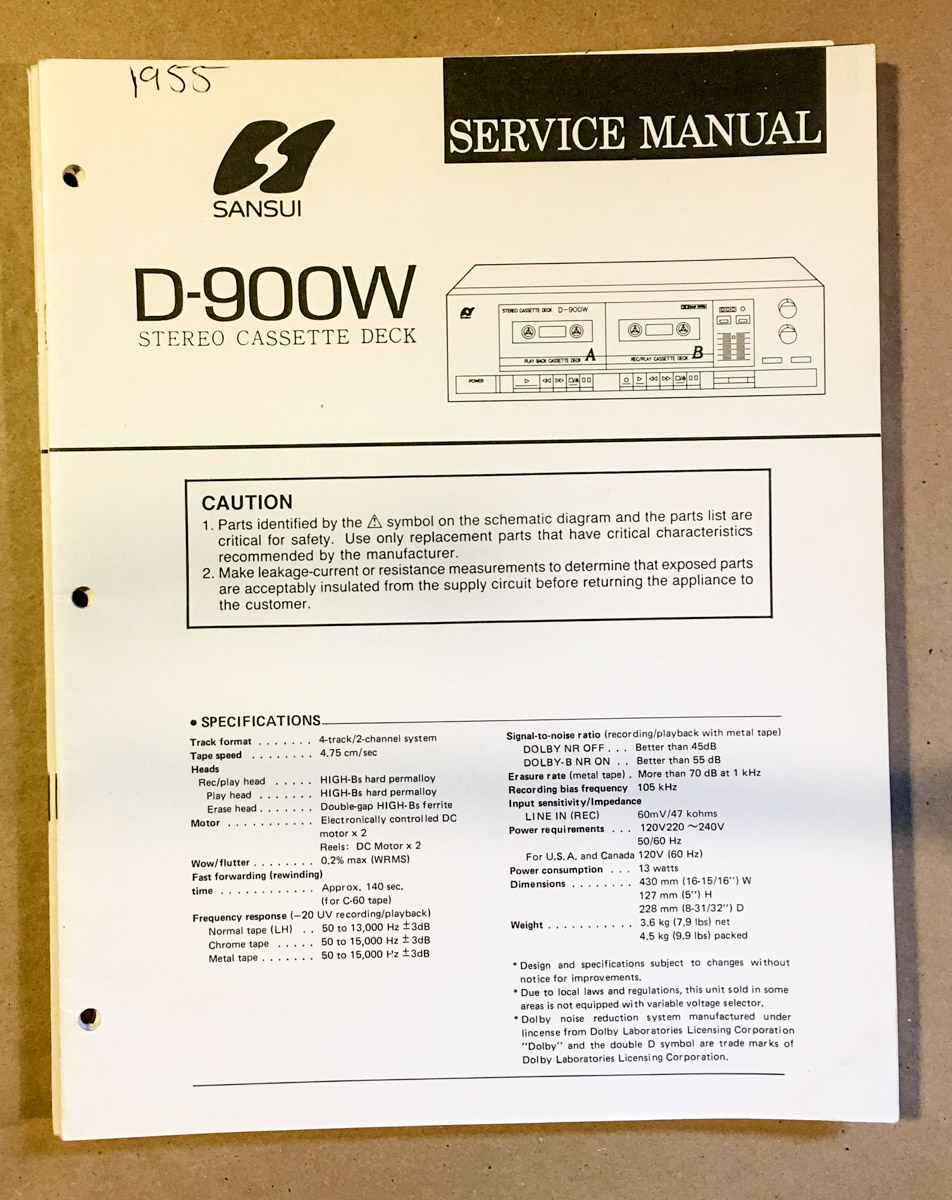 1955
SERVICE MANUAL
SANSUI
D-900W
STEREO CASSETTE DECK
STEREO CASSETTE DECK D-900W
PLAY BACK CASSETTE DECK A
REC/PLAY CASSETTE DECK B
POWER
CAUTION
1. Parts identified by the ⚠ symbol on the schematic diagram and the parts list are
critical for safety. Use only replacement parts that have critical characteristics
recommended by the manufacturer.
2. Make leakage-current or resistance measurements to determine that exposed parts
are acceptably insulated from the supply circuit before returning the appliance to
the customer.
• SPECIFICATIONS
Track format . . . . . . . 4-track/2-channel system
Tape speed . . . . . . . . 4.75 cm/sec
Heads
Rec/play head . . . . . HIGH-Bs hard permalloy
Play head . . . . . . . HIGH-Bs hard permalloy
Erase head . . . . . . . Double-gap HIGH-Bs ferrite
Motor . . . . . . . . . . . Electronically controlled DC
motor x 2
Reels: DC Motor x 2
Wow/flutter . . . . . . . . 0.2% max (WRMS)
Fast forwarding (rewinding)
time . . . . . . . . . . . . Approx. 140 sec.
(for C-60 tape)
Frequency response (−20 UV recording/playback)
Normal tape (LH) . . 50 to 13,000 Hz ±3dB
Chrome tape . . . . . 50 to 15,000 Hz ±3dB
Metal tape . . . . . . . 50 to 15,000 Hz ±3dB
Signal-to-noise ratio (recording/playback with metal tape)
DOLBY NR OFF . . . Better than 45dB
DOLBY-B NR ON . . Better than 55 dB
Erasure rate (metal tape) . More than 70 dB at 1 kHz
Recording bias frequency 105 kHz
Input sensitivity/Impedance
LINE IN (REC) 60mV/47 kohms
Power requirements . . . 120V220 ~240V
50/60 Hz
For U.S.A. and Canada 120V (60 Hz)
Power consumption . . . 13 watts
Dimensions . . . . . . . . 430 mm (16-15/16") W
127 mm (5") H
228 mm (8-31/32") D
Weight . . . . . . . . . . . 3.6 kg (7.9 lbs) net
4.5 kg (9.9 lbs) packed
* Design and specifications subject to changes without
notice for improvements.
* Due to local laws and regulations, this unit sold in some
areas is not equipped with variable voltage selector.
* Dolby noise reduction system manufactured under
lincense from Dolby Laboratories Licensing Corporation
"Dolby" and the double D symbol are trade marks of
Dolby Laboratories Licensing Corporation.